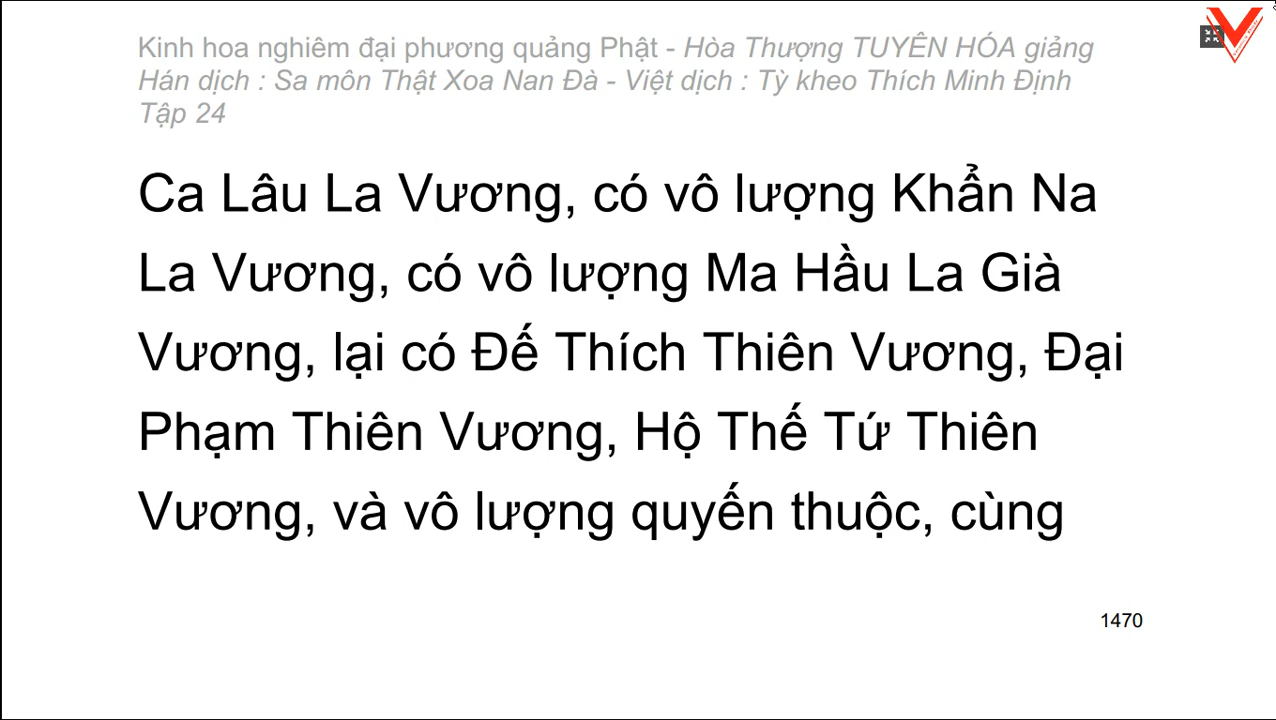 Kinh hoa nghiêm đại phương quảng Phật - Hòa Thượng TUYÊN HÓA giảng
Hán dịch : Sa môn Thật Xoa Nan Đà - Việt dịch : Tỳ kheo Thích Minh Định
Tập 24
Ca Lâu La Vương, có vô lượng Khẩn Na
La Vương, có vô lượng Ma Hầu La Già
Vương, lại có Đế Thích Thiên Vương, Đại
Phạm Thiên Vương, Hộ Thế Tứ Thiên
Vương, và vô lượng quyến thuộc, cùng
1470